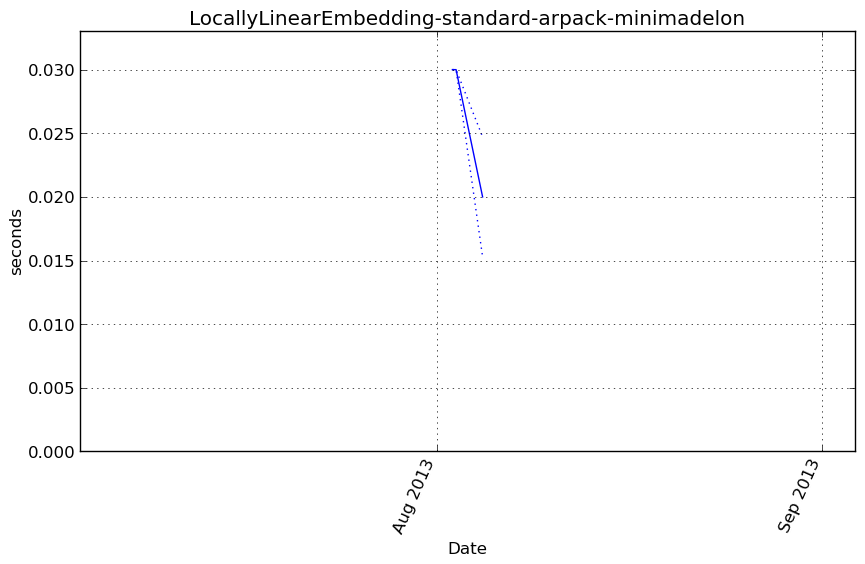 LocallyLinearEmbedding-standard-arpack-minimadelon
0.030
0.025
0.020
0.015
0.010
0.005
0.000
seconds
Aug 2013
Sep 2013
Date